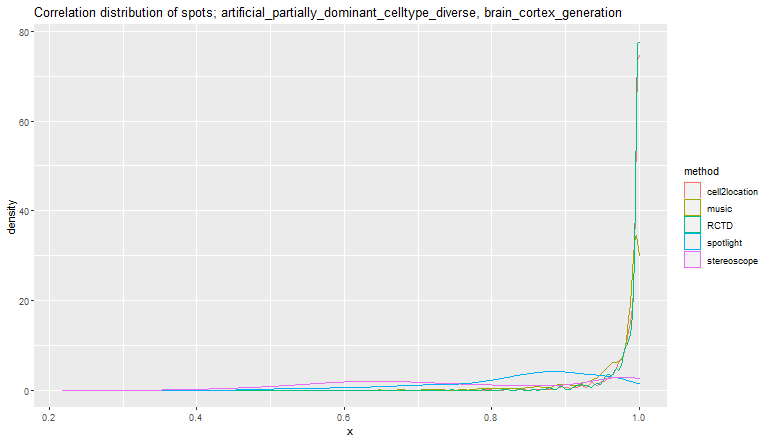 Correlation distribution of spots; artificial_partially_dominant_celltype_diverse, brain_cortex_generation
80
60
40
20
0
density
0.2 0.4 0.6 0.8 1.0
x
method
cell2location
music
RCTD
spotlight
stereoscope